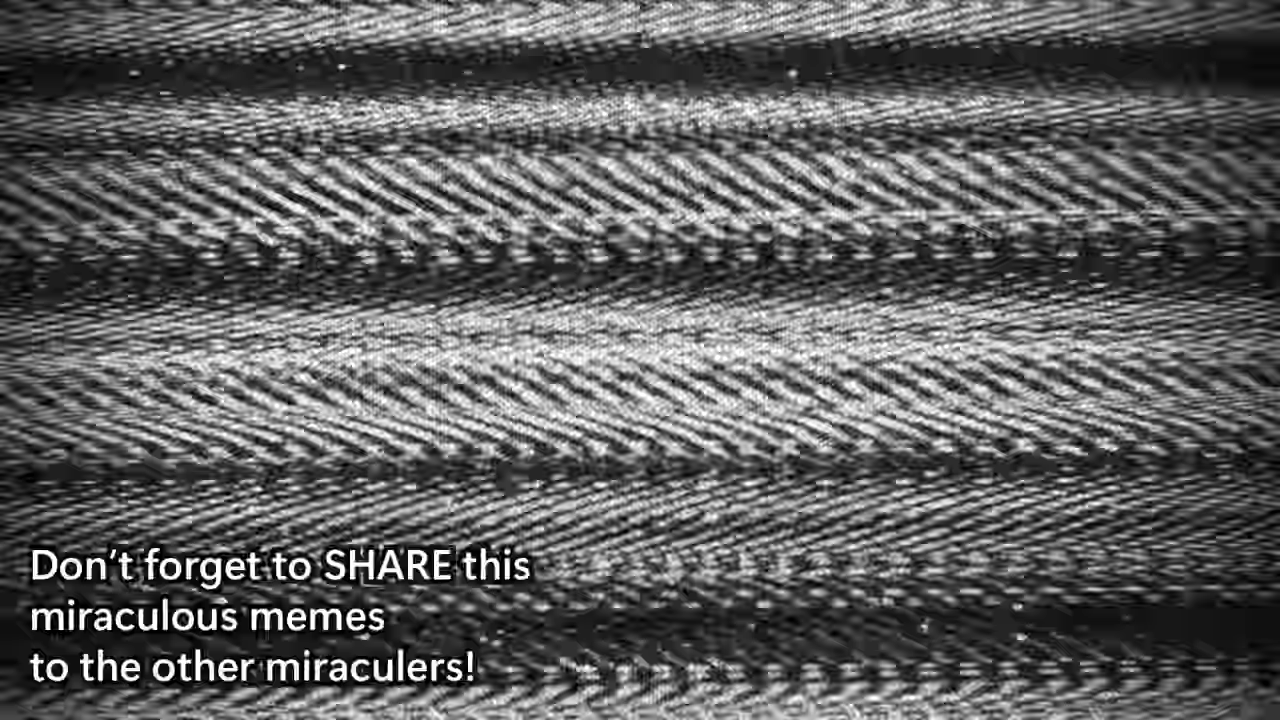 Don't forget to SHARE this
miraculous memes
to the other miraculers!